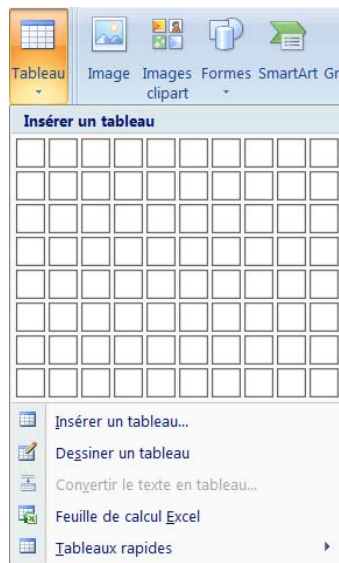 Tableau Image Images Formes SmartArt Gr
clipart
Insérer un tableau
Insérer un tableau...
Dessiner un tableau
Convertir le texte en tableau...
Feuille de calcul Excel
Tableaux rapides